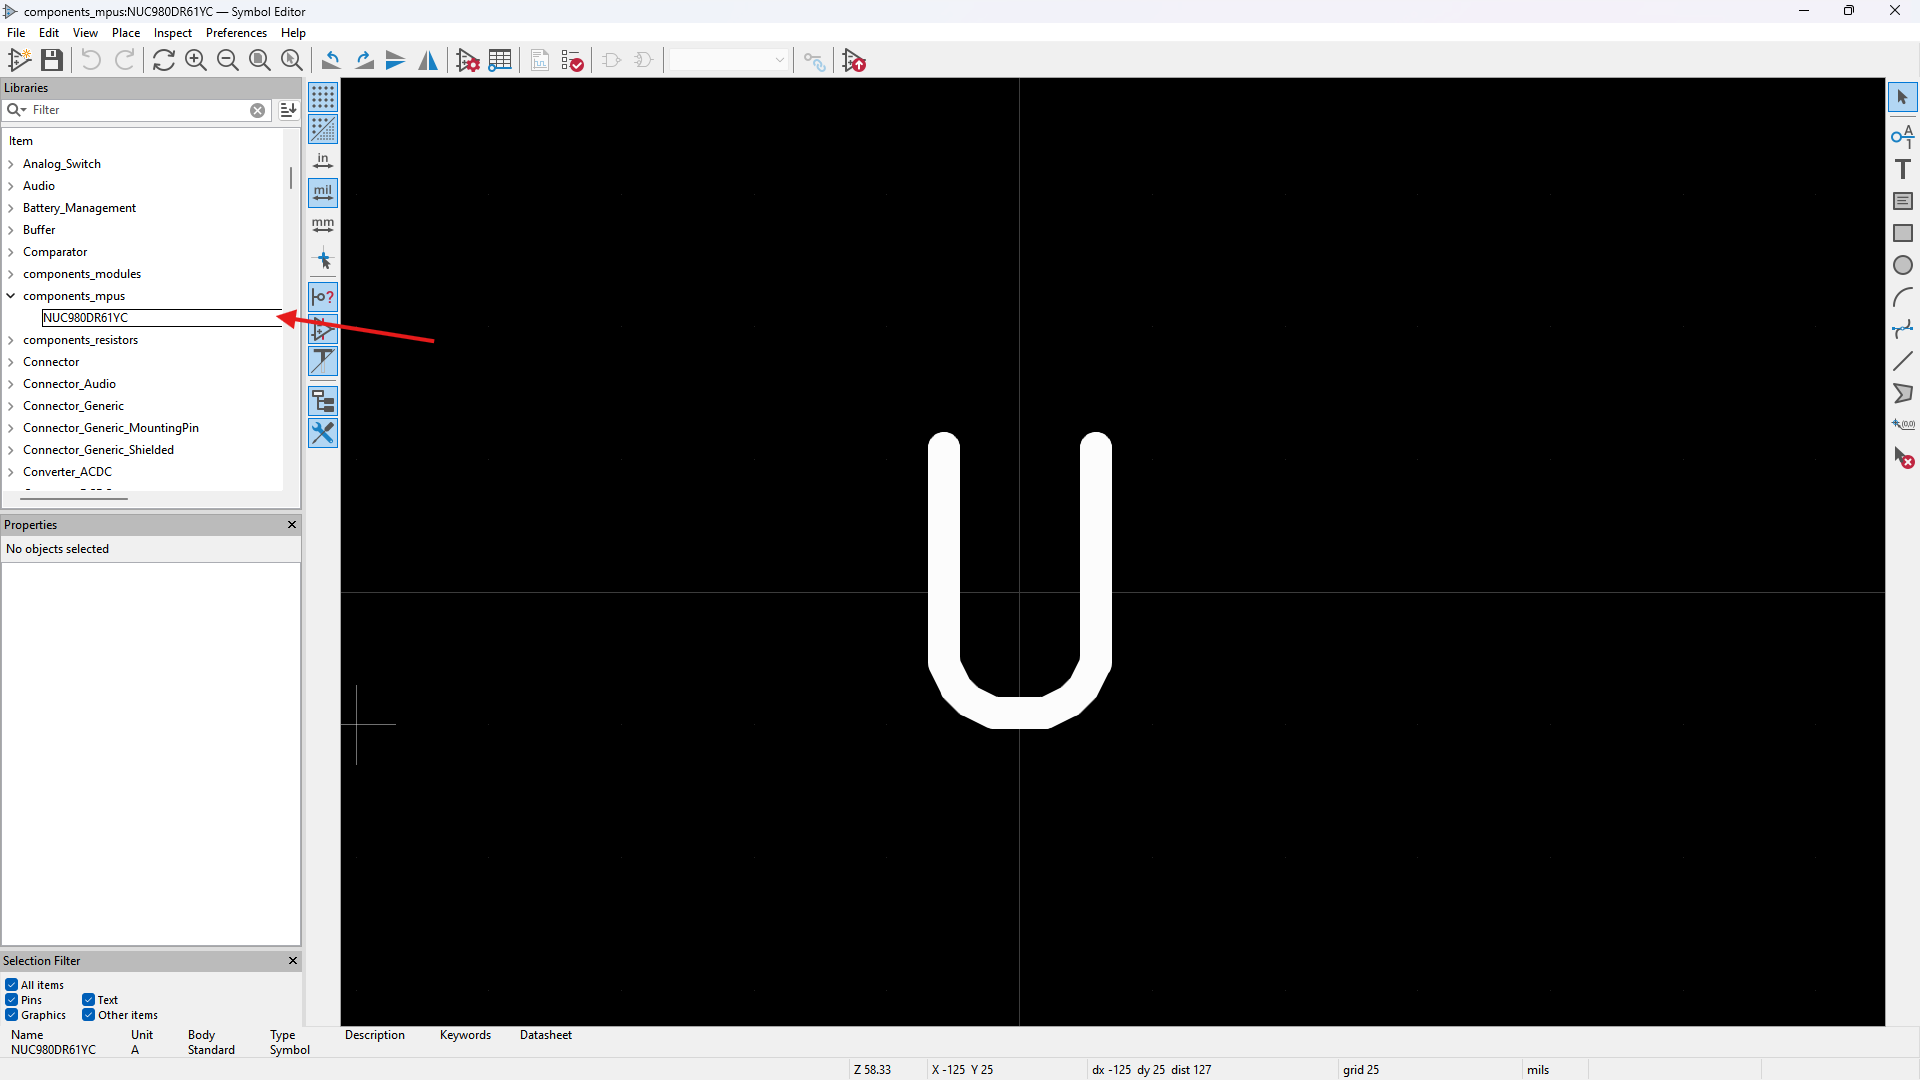 components_mpus:NUC980DR61YC — Symbol Editor
File Edit View Place Inspect Preferences Help
Libraries
Filter
Item
Analog_Switch
Audio
Battery_Management
Buffer
Comparator
components_modules
components_mpus
NUC980DR61YC
components_resistors
Connector
Connector_Audio
Connector_Generic
Connector_Generic_MountingPin
Connector_Generic_Shielded
Converter_ACDC
Properties
No objects selected
Selection Filter
All items
Pins Text
Graphics Other items
in
mil
mm
U
A
1
T
(0,0)
Name Unit Body Type Description Keywords Datasheet
NUC980DR61YC A Standard Symbol
Z 58.33 X -125 Y 25 dx -125 dy 25 dist 127 grid 25 mils